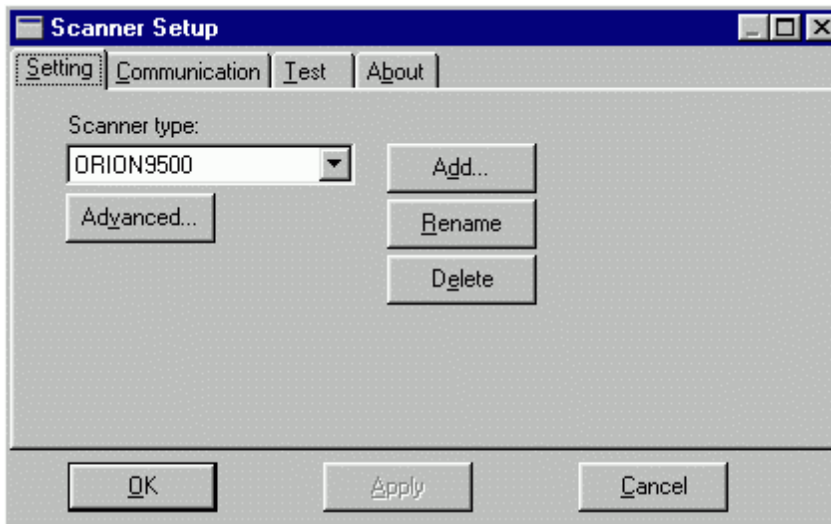 Scanner Setup
Setting Communication Test About
Scanner type:
ORION9500
Add...
Advanced...
Rename
Delete
OK Apply Cancel